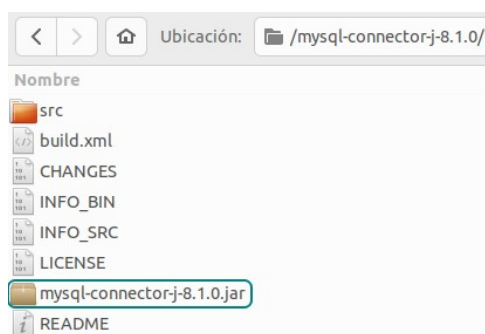 Ubicación: /mysql-connector-j-8.1.0/
Nombre
src
build.xml
CHANGES
INFO_BIN
INFO_SRC
LICENSE
mysql-connector-j-8.1.0.jar
README